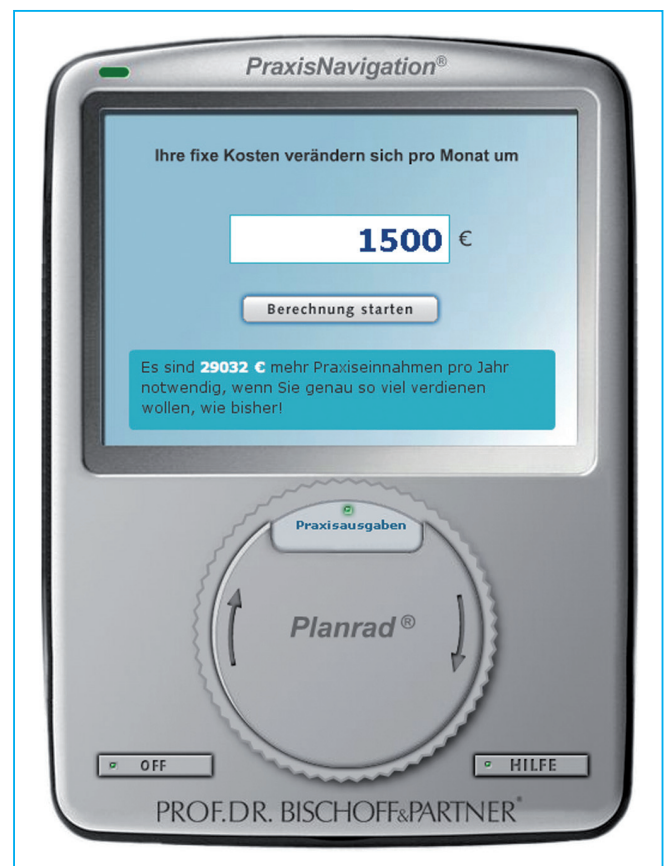 PraxisNavigation®
Ihre fixe Kosten verändern sich pro Monat um
1500 €
Berechnung starten
Es sind 29032 € mehr Praxiseinnahmen pro Jahr
notwendig, wenn Sie genau so viel verdienen
wollen, wie bisher!
Praxisausgaben
Planrad®
OFF
HILFE
PROF.DR. BISCHOFF&PARTNER®